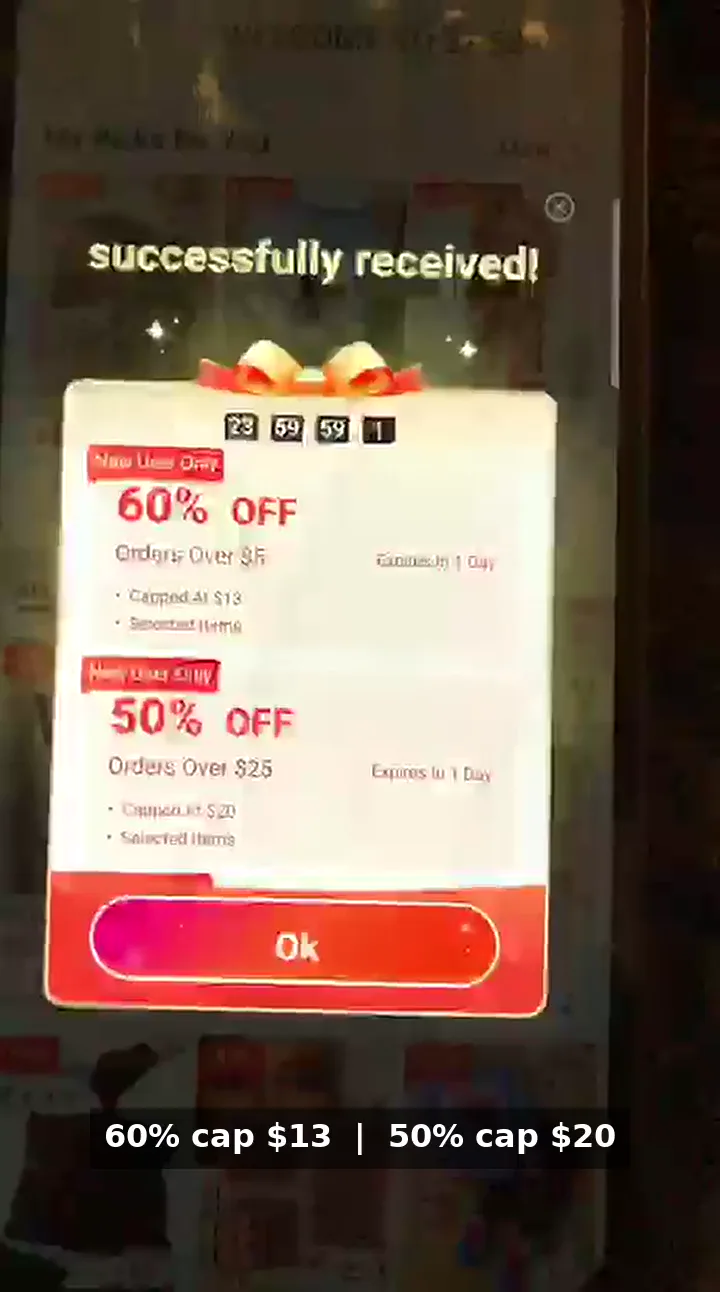 successfully received!
23 59 59 1
New User Only
60% OFF
Orders Over $5
Expires In 1 Day
• Capped At $13
• Selected Items
New User Only
50% OFF
Orders Over $25
Expires In 1 Day
• Capped At $20
• Selected Items
Ok
60% cap $13 | 50% cap $20